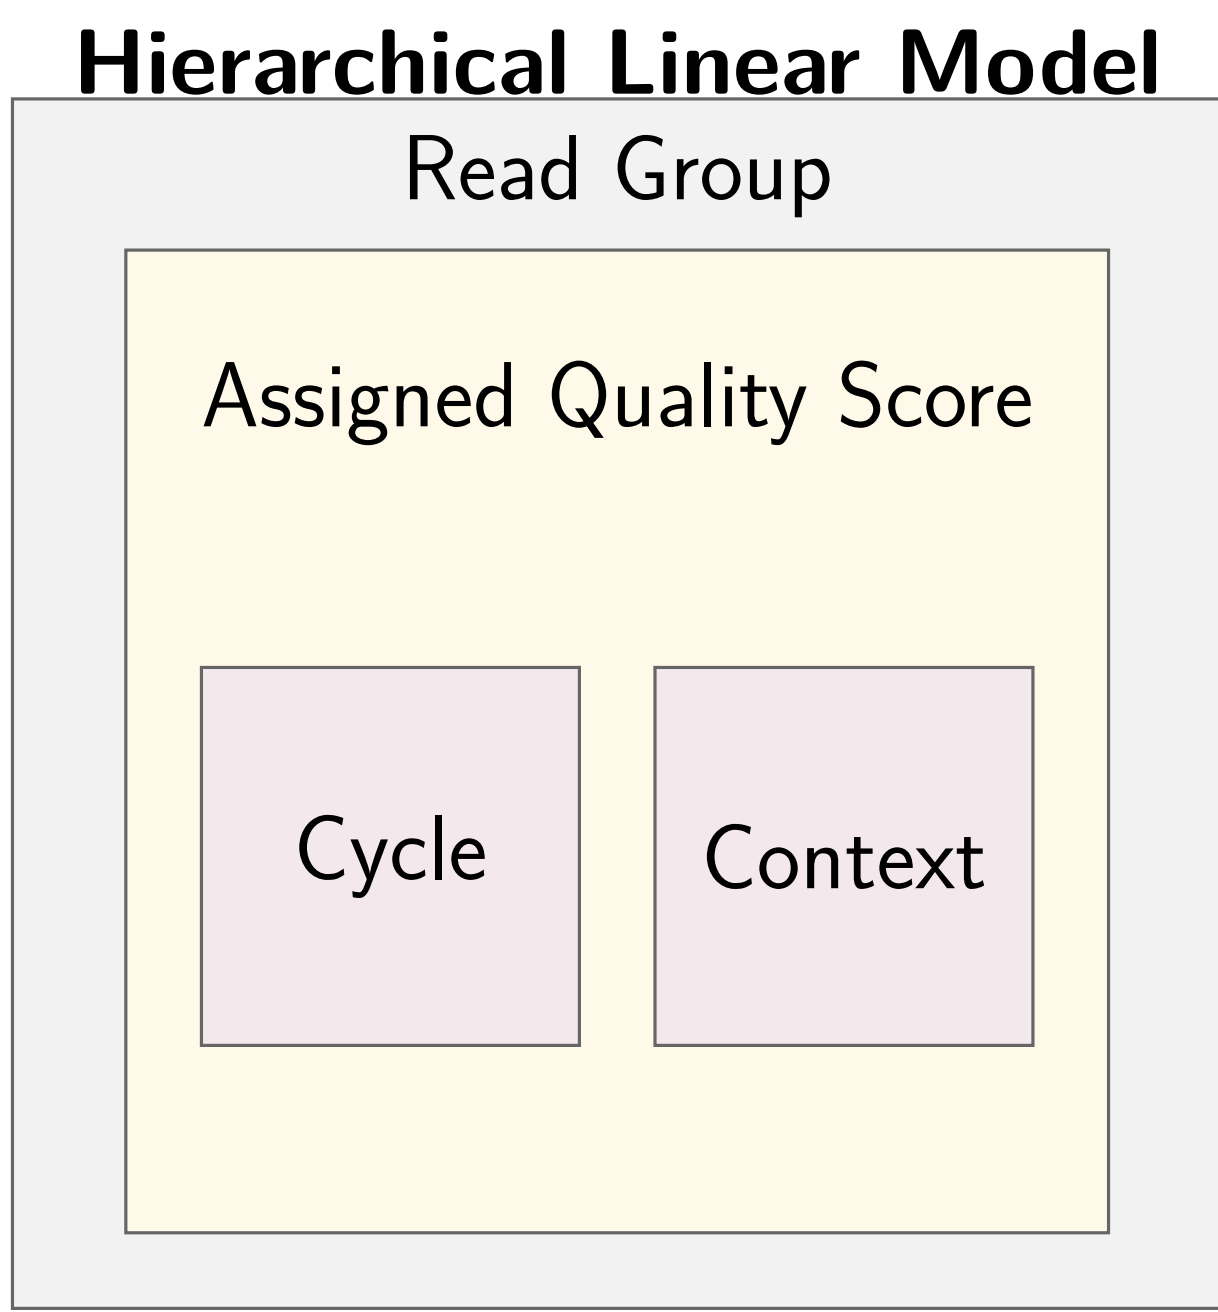 Hierarchical Linear Model
Read Group
Assigned Quality Score
Cycle
Context